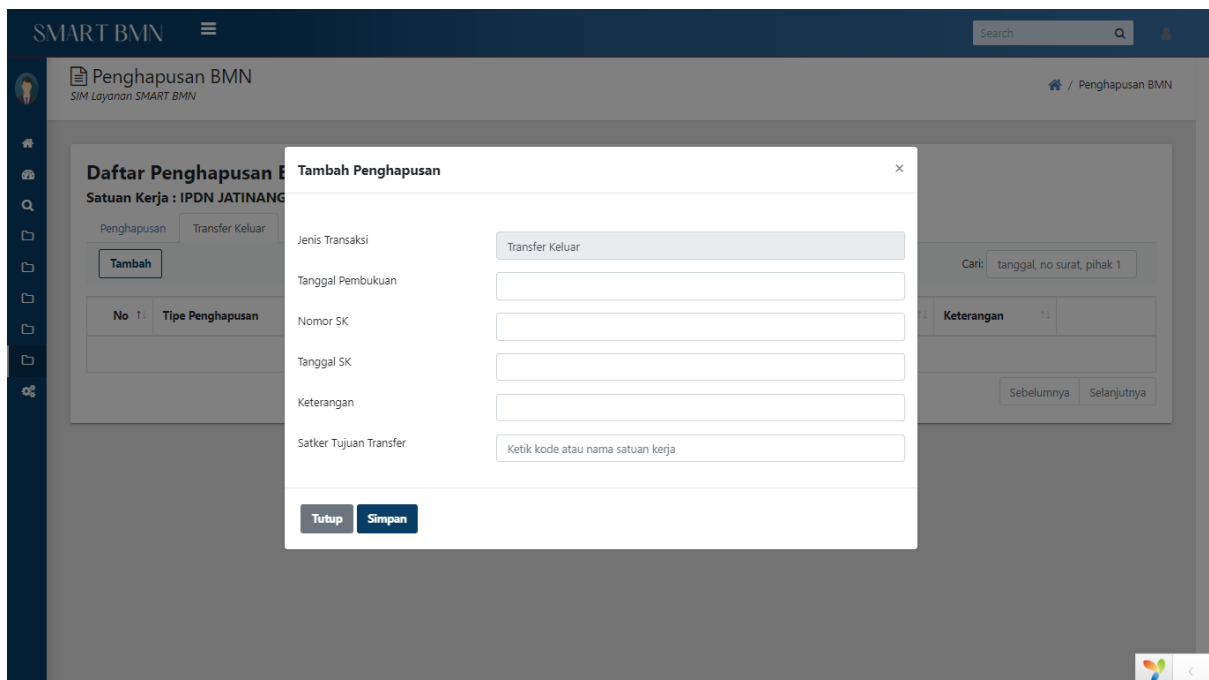 SMART BMN
Search
Penghapusan BMN
SIM Layanan SMART BMN
/ Penghapusan BMN
Daftar Penghapusan
Satuan Kerja : IPDN JATINANG
Penghapusan
Transfer Keluar
Tambah
Cari:
tanggal, no surat, pihak 1
No
Tipe Penghapusan
Keterangan
Sebelumnya
Selanjutnya
Tambah Penghapusan
×
Jenis Transaksi
Transfer Keluar
Tanggal Pembukuan
Nomor SK
Tanggal SK
Keterangan
Satker Tujuan Transfer
Ketik kode atau nama satuan kerja
Tutup
Simpan